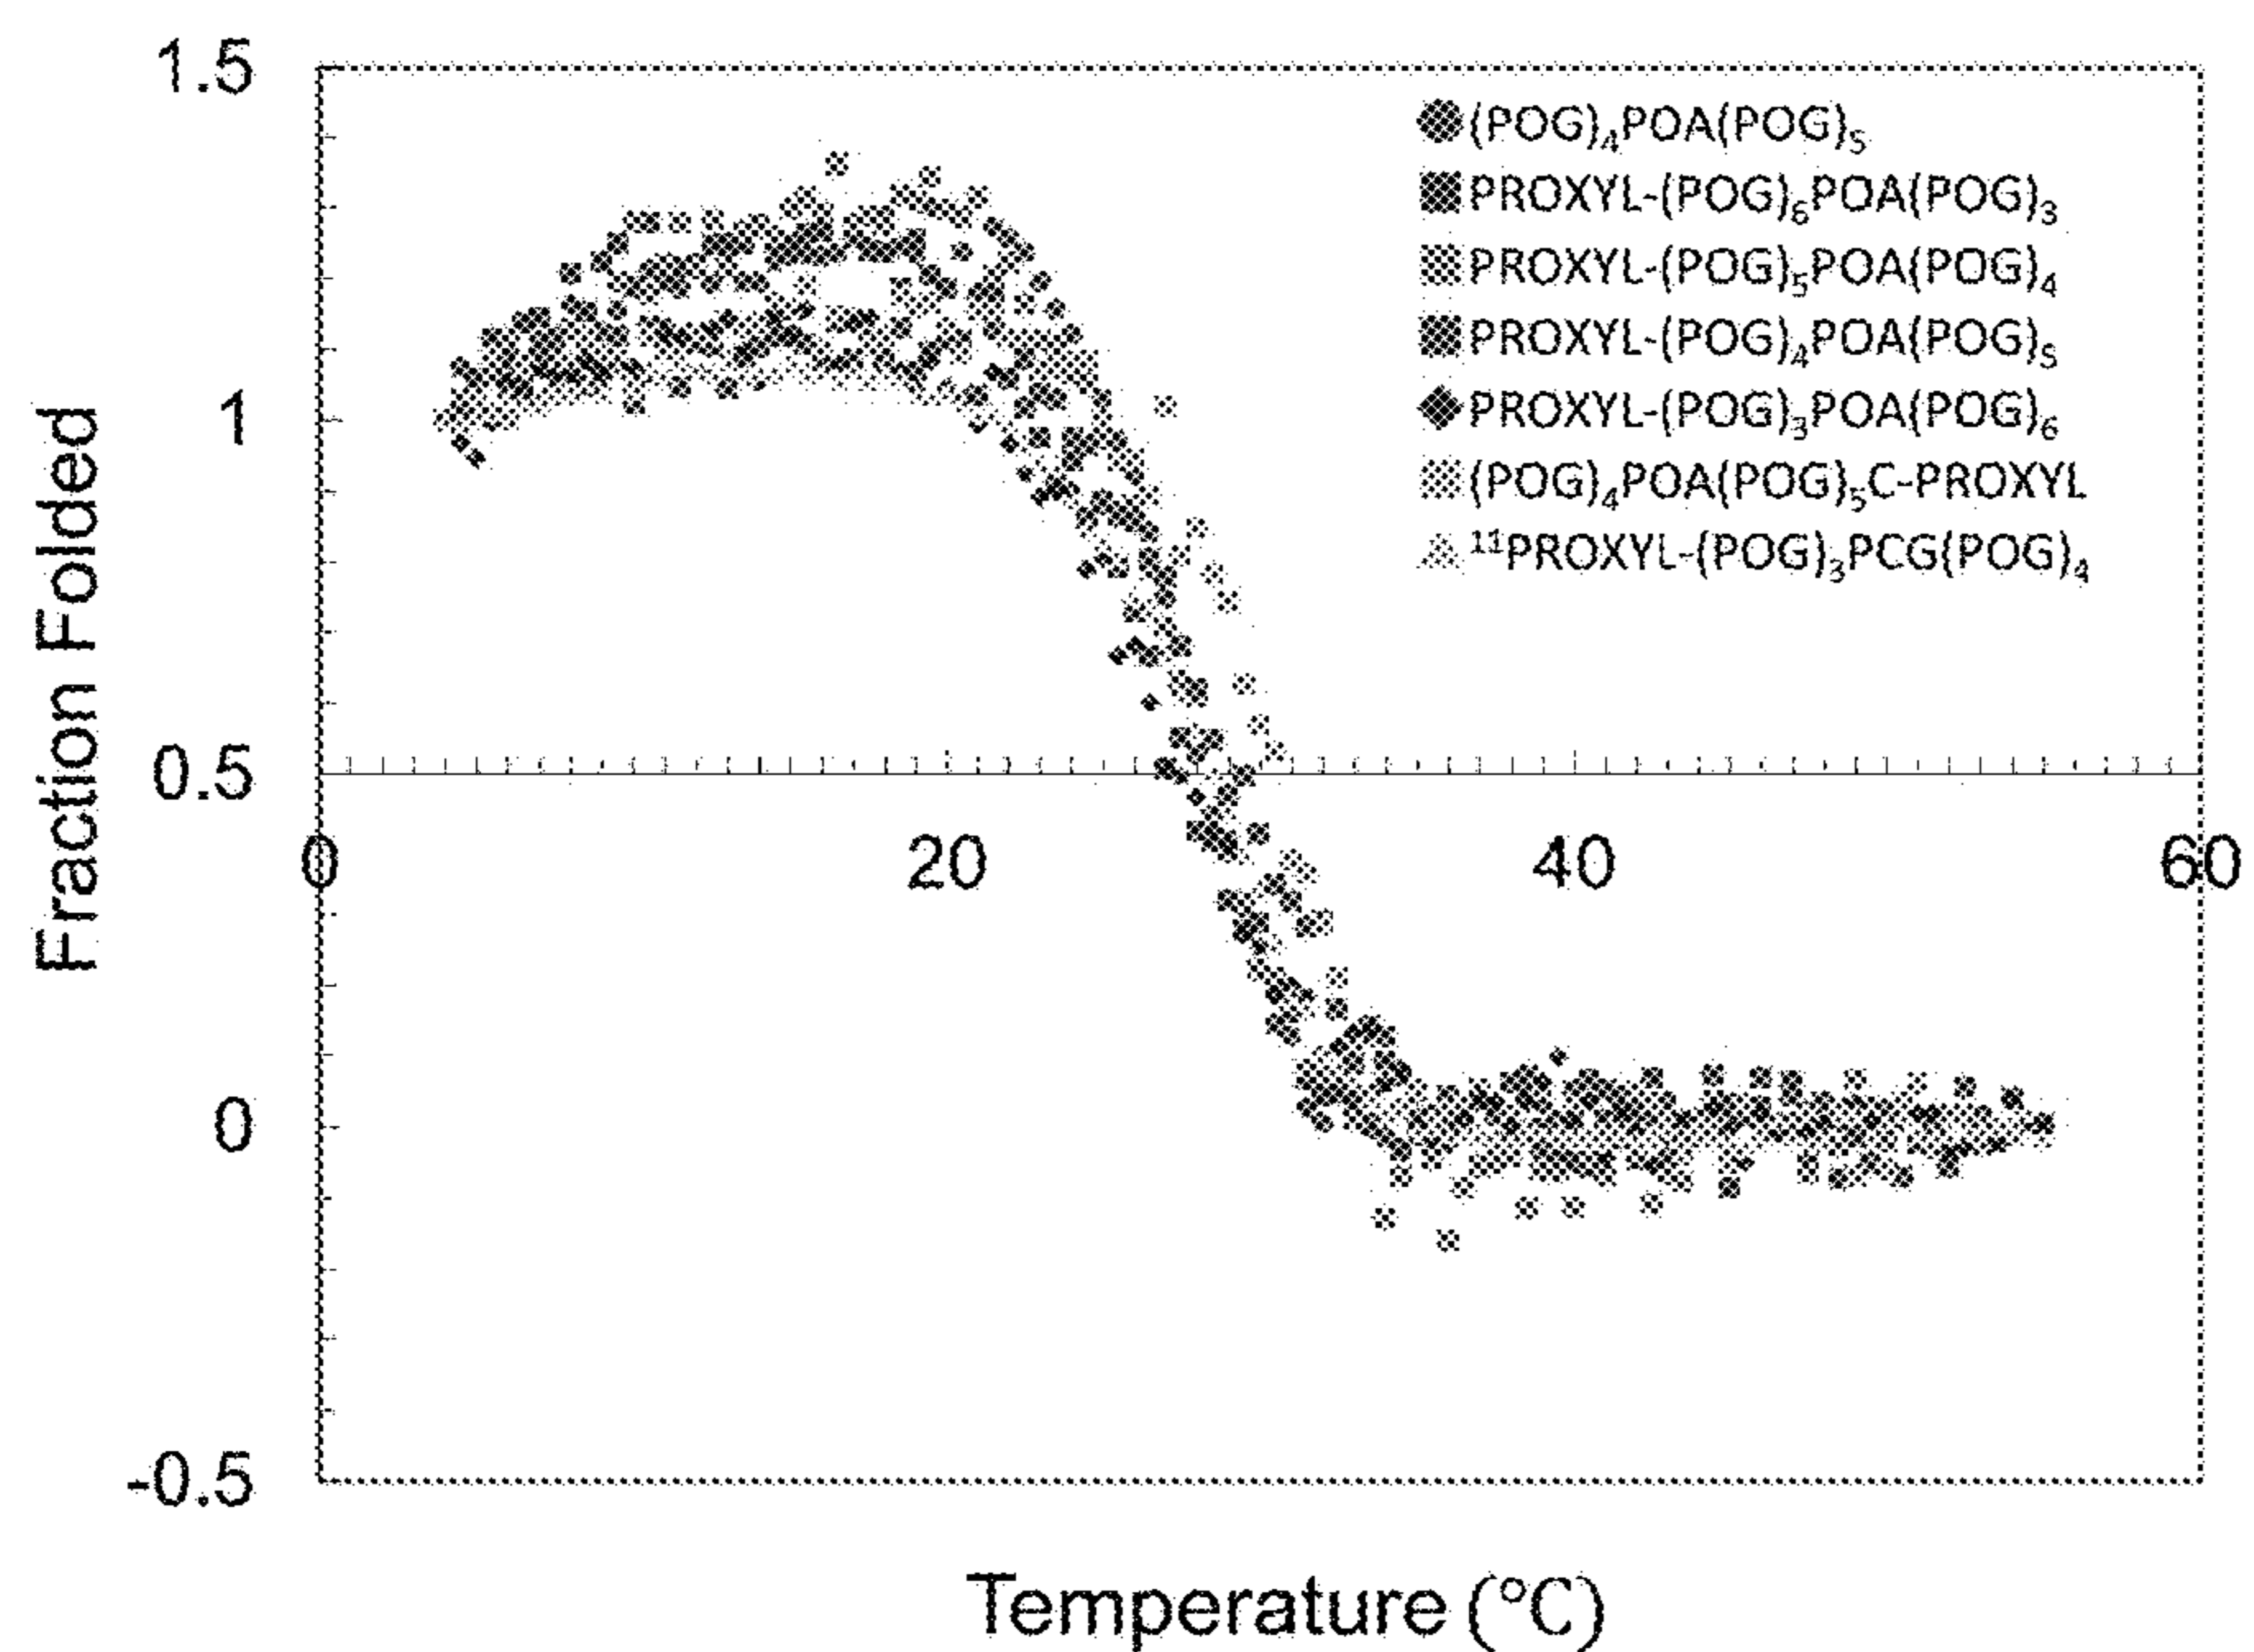 1.5
1
0.5
0
-0.5
Fraction Folded
0 20 40 60
Temperature (°C)
(POG)₄POA(POG)₅
PROXYL-(POG)₆POA(POG)₃
PROXYL-(POG)₅POA(POG)₄
PROXYL-(POG)₄POA(POG)₅
PROXYL-(POG)₃POA(POG)₆
(POG)₄POA(POG)₅C-PROXYL
¹¹PROXYL-(POG)₃PCG(POG)₄